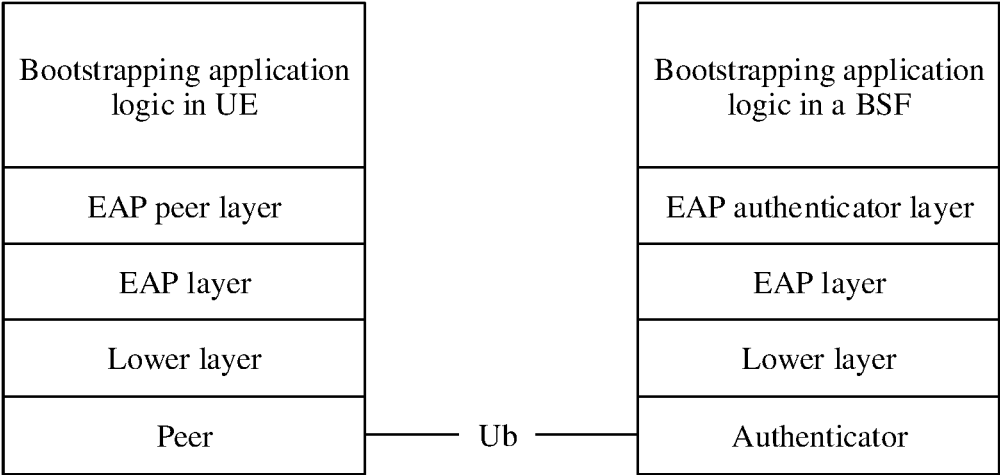 Bootstrapping application
logic in UE
EAP peer layer
EAP layer
Lower layer
Peer
Ub
Bootstrapping application
logic in a BSF
EAP authenticator layer
EAP layer
Lower layer
Authenticator